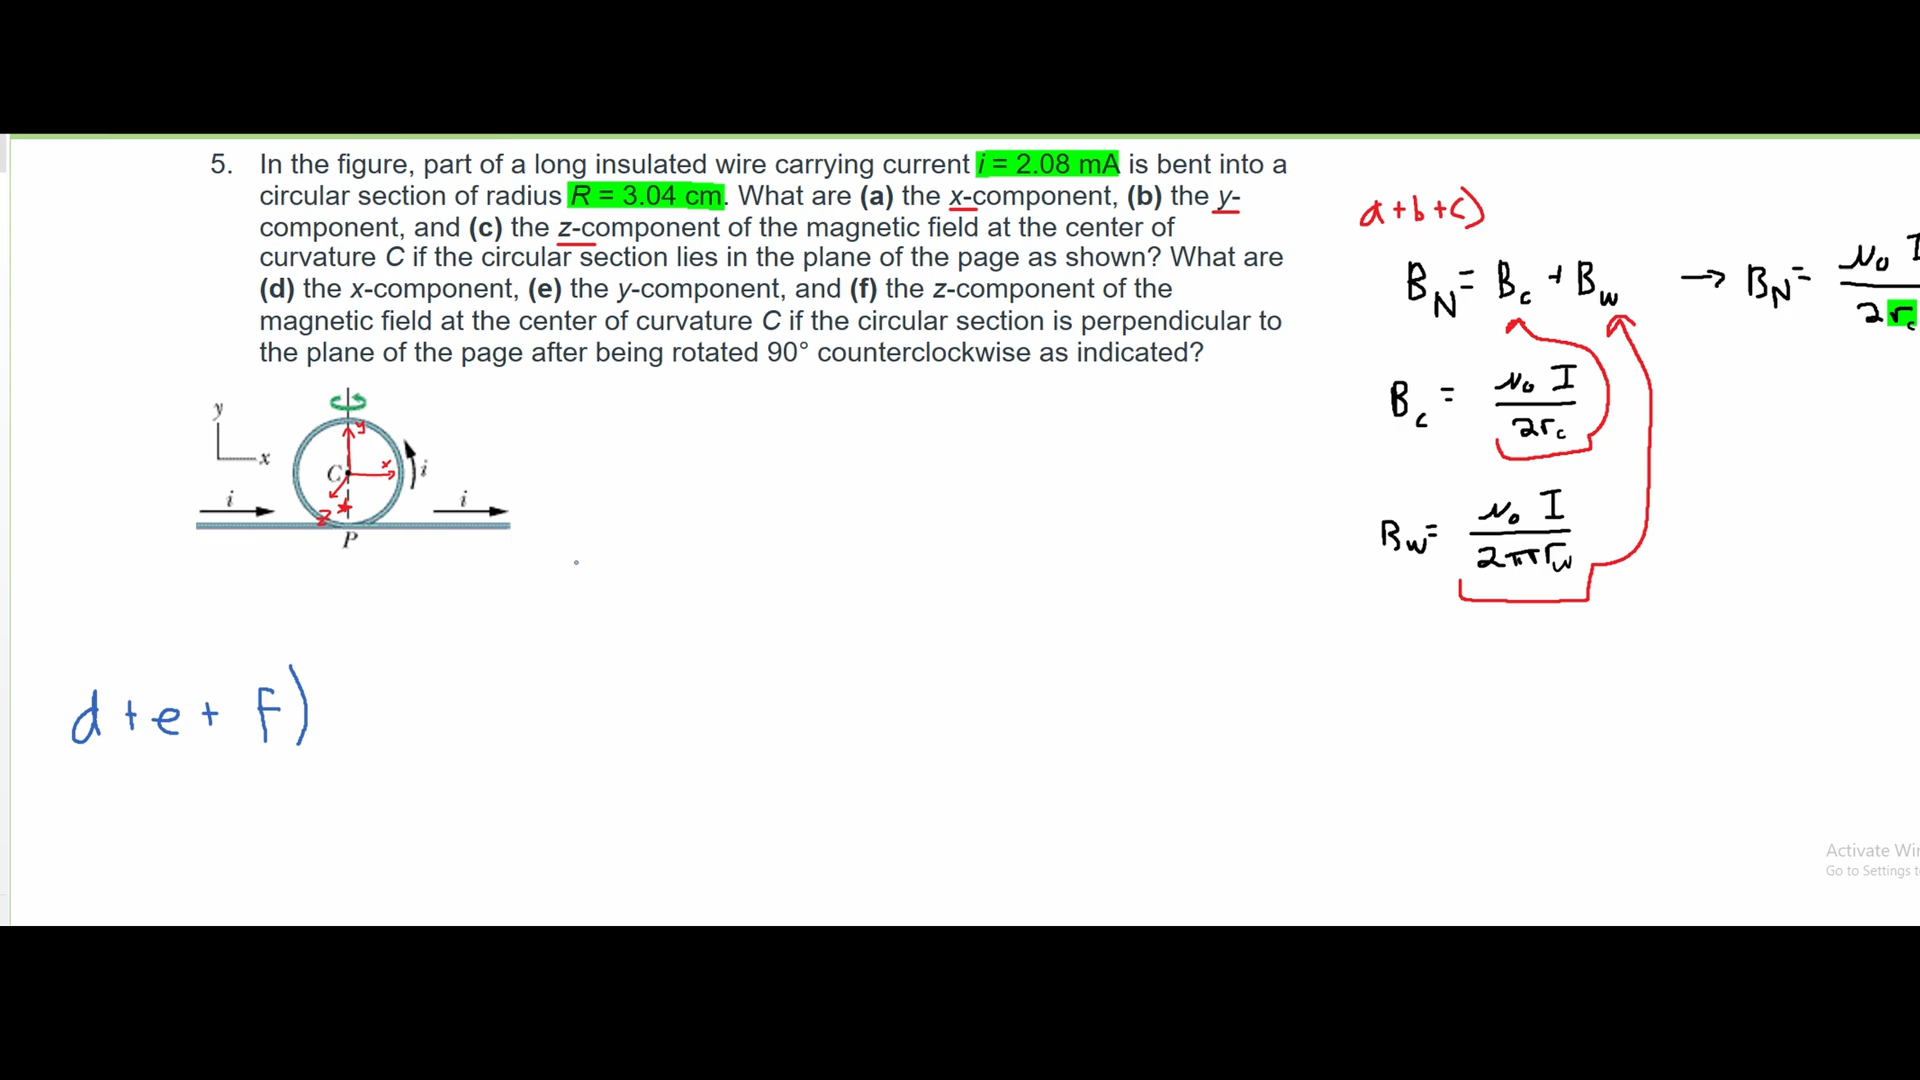 5. In the figure, part of a long insulated wire carrying current i = 2.08 mA is bent into a
circular section of radius R = 3.04 cm. What are (a) the x-component, (b) the y-
component, and (c) the z-component of the magnetic field at the center of
curvature C if the circular section lies in the plane of the page as shown? What are
(d) the x-component, (e) the y-component, and (f) the z-component of the
magnetic field at the center of curvature C if the circular section is perpendicular to
the plane of the page after being rotated 90° counterclockwise as indicated?
y
x
i
C
y
x
z
i
i
P
a+b+c)
B_N = B_c + B_w → B_N = μ₀ I / 2r_c
B_c = μ₀ I / 2r_c
B_w = μ₀ I / 2πr_w
d+e+f)
Activate Wi
Go to Settings t